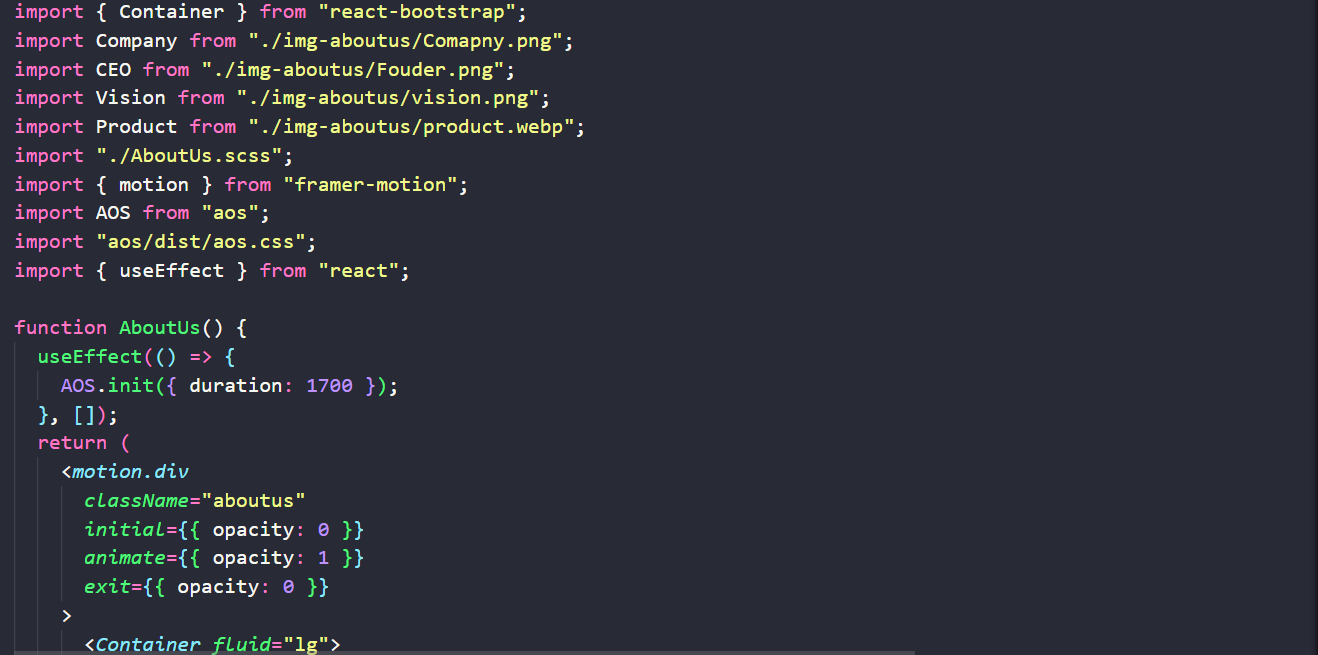 import { Container } from "react-bootstrap";
import Company from "./img-aboutus/Comapny.png";
import CEO from "./img-aboutus/Fouder.png";
import Vision from "./img-aboutus/vision.png";
import Product from "./img-aboutus/product.webp";
import "./AboutUs.scss";
import { motion } from "framer-motion";
import AOS from "aos";
import "aos/dist/aos.css";
import { useEffect } from "react";

function AboutUs() {
  useEffect(() => {
    AOS.init({ duration: 1700 });
  }, []);
  return (
    <motion.div
      className="aboutus"
      initial={{ opacity: 0 }}
      animate={{ opacity: 1 }}
      exit={{ opacity: 0 }}
    >
      <Container fluid="lg">